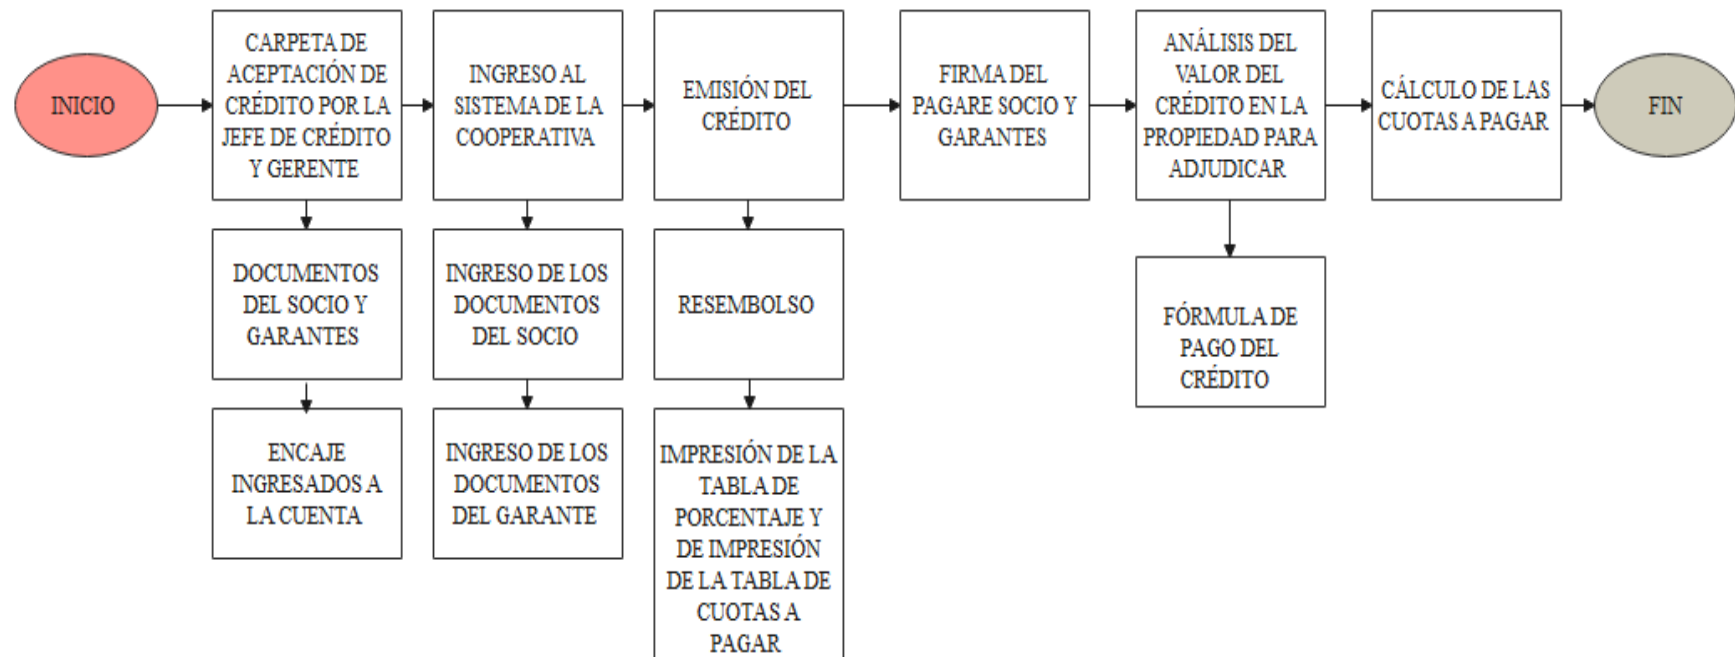 INICIO
CARPETA DE
ACEPTACIÓN DE
CRÉDITO POR LA
JEFE DE CRÉDITO
Y GERENTE
INGRESO AL
SISTEMA DE LA
COOPERATIVA
EMISIÓN DEL
CRÉDITO
FIRMA DEL
PAGARE SOCIO Y
GARANTES
ANÁLISIS DEL
VALOR DEL
CRÉDITO EN LA
PROPIEDAD PARA
ADJUDICAR
CÁLCULO DE LAS
CUOTAS A PAGAR
FIN
DOCUMENTOS
DEL SOCIO Y
GARANTES
INGRESO DE LOS
DOCUMENTOS
DEL SOCIO
RESEMBOLSO
FÓRMULA DE
PAGO DEL
CRÉDITO
ENCAJE
INGRESADOS A
LA CUENTA
INGRESO DE LOS
DOCUMENTOS
DEL GARANTE
IMPRESIÓN DE LA
TABLA DE
PORCENTAJE Y
DE IMPRESIÓN
DE LA TABLA DE
CUOTAS A
PAGAR